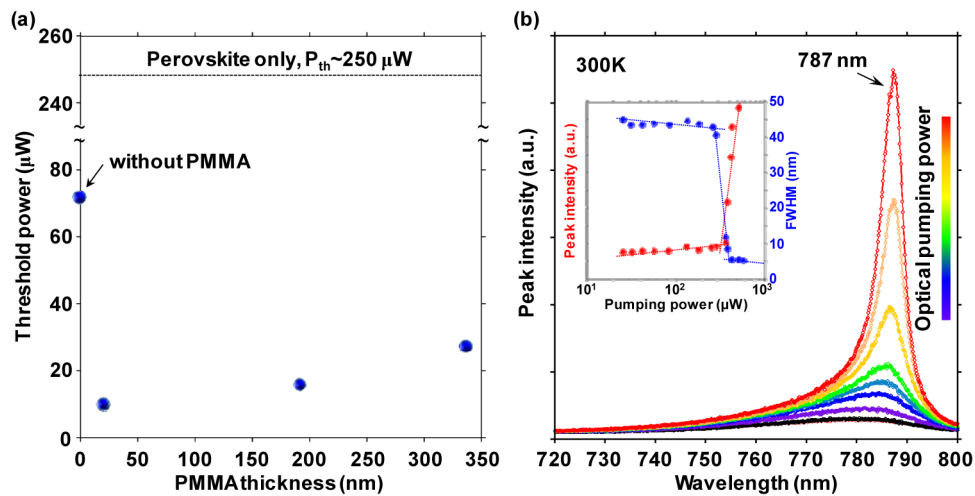 (a)
260
240
80
60
40
20
0
~
~
Threshold power (µW)
Perovskite only, Pth~250 µW
without PMMA
0 50 100 150 200 250 300 350
PMMA thickness (nm)
(b)
300K
787 nm
Peak intensity (a.u.)
Optical pumping power
Peak intensity (a.u.)
50
40
30
20
10
0
FWHM (nm)
10¹ 10² 10³
Pumping power (µW)
720 730 740 750 760 770 780 790 800
Wavelength (nm)